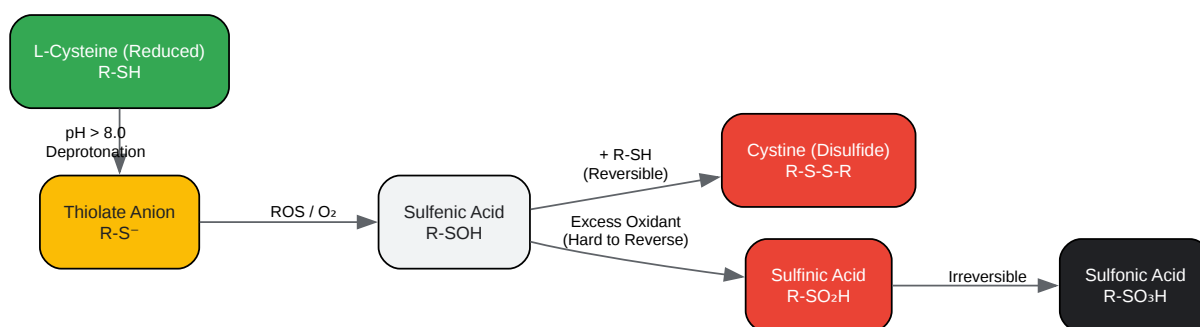 L-Cysteine (Reduced)
R-SH
pH > 8.0
Deprotonation
Thiolate Anion
R-S⁻
ROS / O₂
Sulfenic Acid
R-SOH
+ R-SH
(Reversible)
Cystine (Disulfide)
R-S-S-R
Excess Oxidant
(Hard to Reverse)
Sulfinic Acid
R-SO₂H
Irreversible
Sulfonic Acid
R-SO₃H